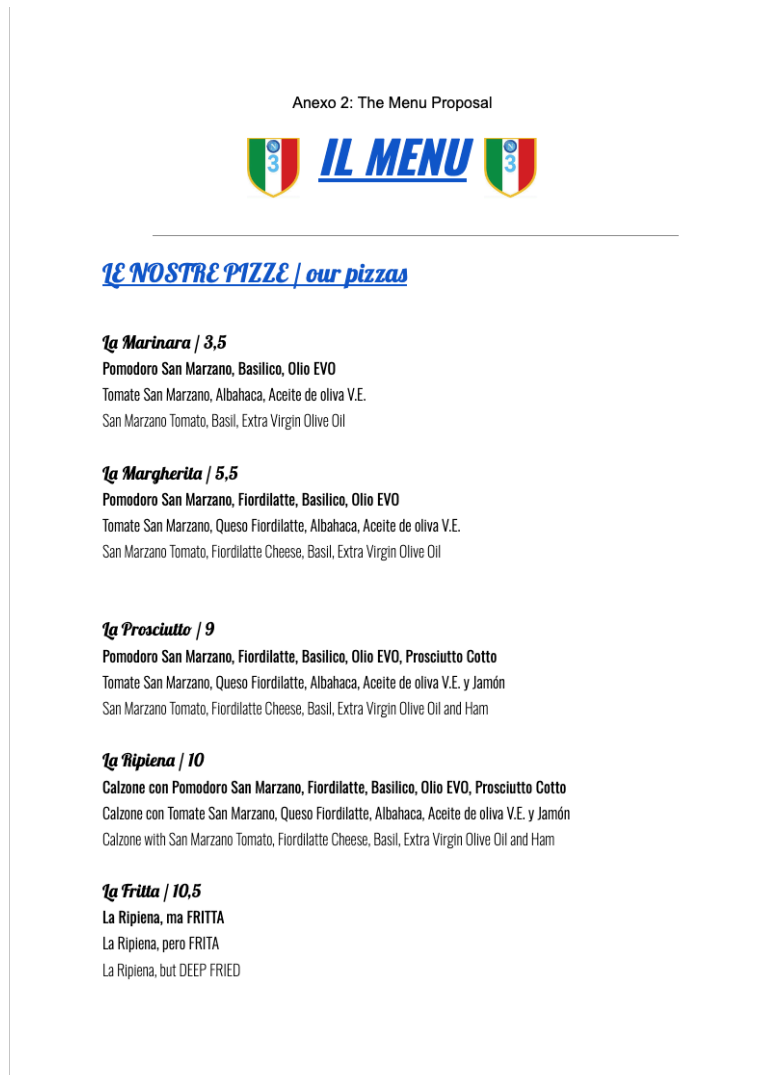 Anexo 2: The Menu Proposal
N
3
IL MENU
N
3
LE NOSTRE PIZZE / our pizzas
La Marinara / 3,5
Pomodoro San Marzano, Basilico, Olio EVO
Tomate San Marzano, Albahaca, Aceite de oliva V.E.
San Marzano Tomato, Basil, Extra Virgin Olive Oil
La Margherita / 5,5
Pomodoro San Marzano, Fiordilatte, Basilico, Olio EVO
Tomate San Marzano, Queso Fiordilatte, Albahaca, Aceite de oliva V.E.
San Marzano Tomato, Fiordilatte Cheese, Basil, Extra Virgin Olive Oil
La Prosciutto / 9
Pomodoro San Marzano, Fiordilatte, Basilico, Olio EVO, Prosciutto Cotto
Tomate San Marzano, Queso Fiordilatte, Albahaca, Aceite de oliva V.E. y Jamón
San Marzano Tomato, Fiordilatte Cheese, Basil, Extra Virgin Olive Oil and Ham
La Ripiena / 10
Calzone con Pomodoro San Marzano, Fiordilatte, Basilico, Olio EVO, Prosciutto Cotto
Calzone con Tomate San Marzano, Queso Fiordilatte, Albahaca, Aceite de oliva V.E. y Jamón
Calzone with San Marzano Tomato, Fiordilatte Cheese, Basil, Extra Virgin Olive Oil and Ham
La Fritta / 10,5
La Ripiena, ma FRITTA
La Ripiena, pero FRITA
La Ripiena, but DEEP FRIED